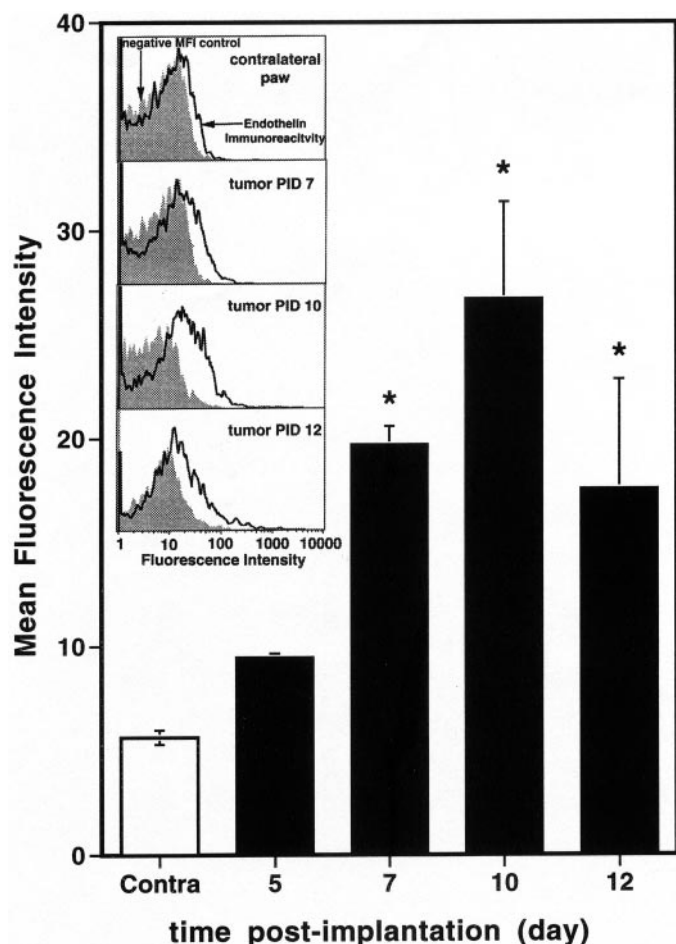 Mean Fluorescence Intensity
40
30
20
10
0
negative MFI control
contralateral
paw
Endothelin
Immunoreacitvity
tumor PID 7
tumor PID 10
tumor PID 12
1 10 100 1000 10000
Fluorescence Intensity
*
*
*
Contra 5 7 10 12
time post-implantation (day)